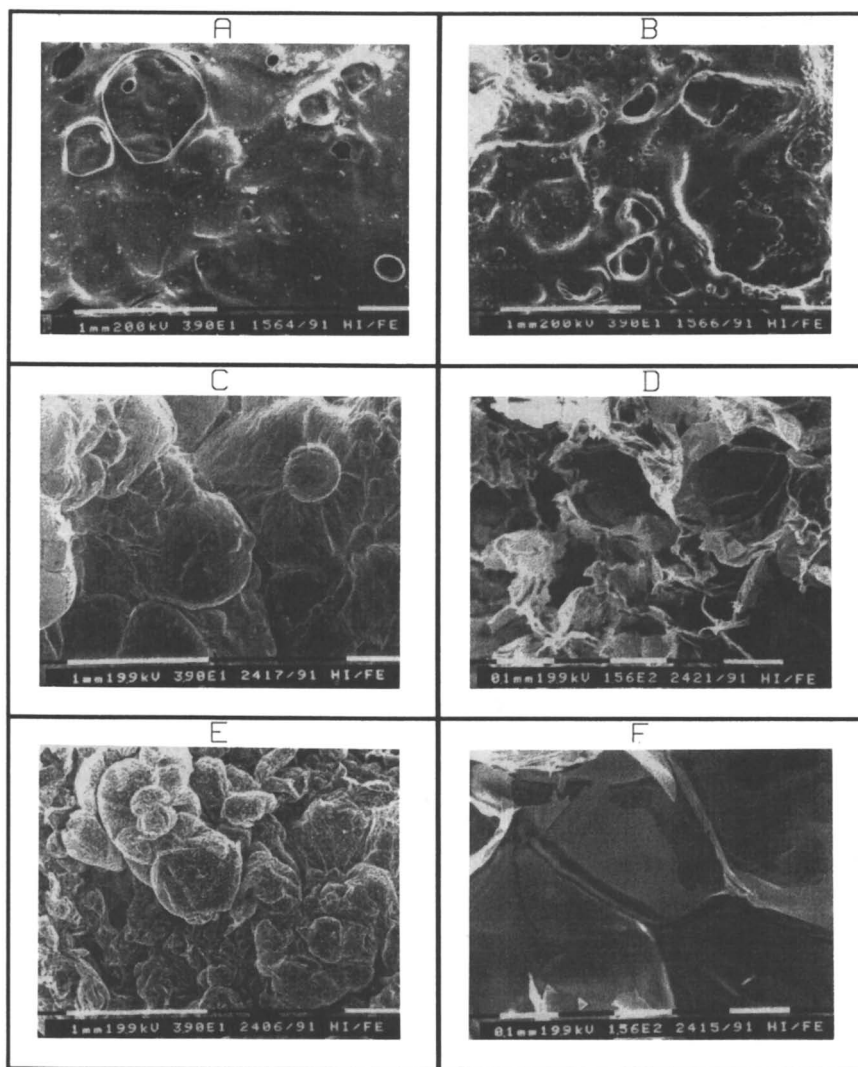 A
B
1mm200kV 390E1 1564/91 HI/FE
1mm200kV 390E1 1566/91 HI/FE
C
D
1mm199kV 390E1 2417/91 HI/FE
01mm199kV 156E2 2421/91 HI/FE
E
F
1mm199kV 390E1 2406/91 HI/FE
01mm199kV 156E2 2415/91 HI/FE